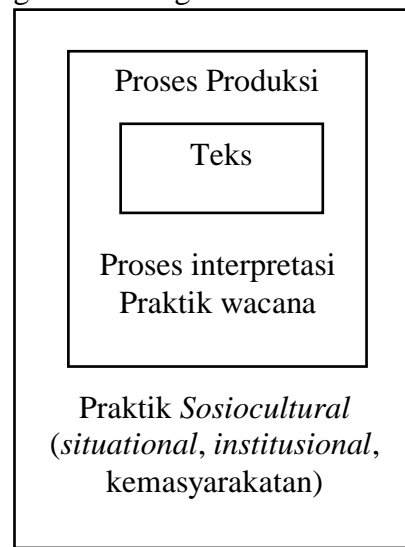 Proses Produksi
Teks
Proses interpretasi
Praktik wacana
Praktik Sosiocultural
(situational, institusional,
kemasyarakatan)